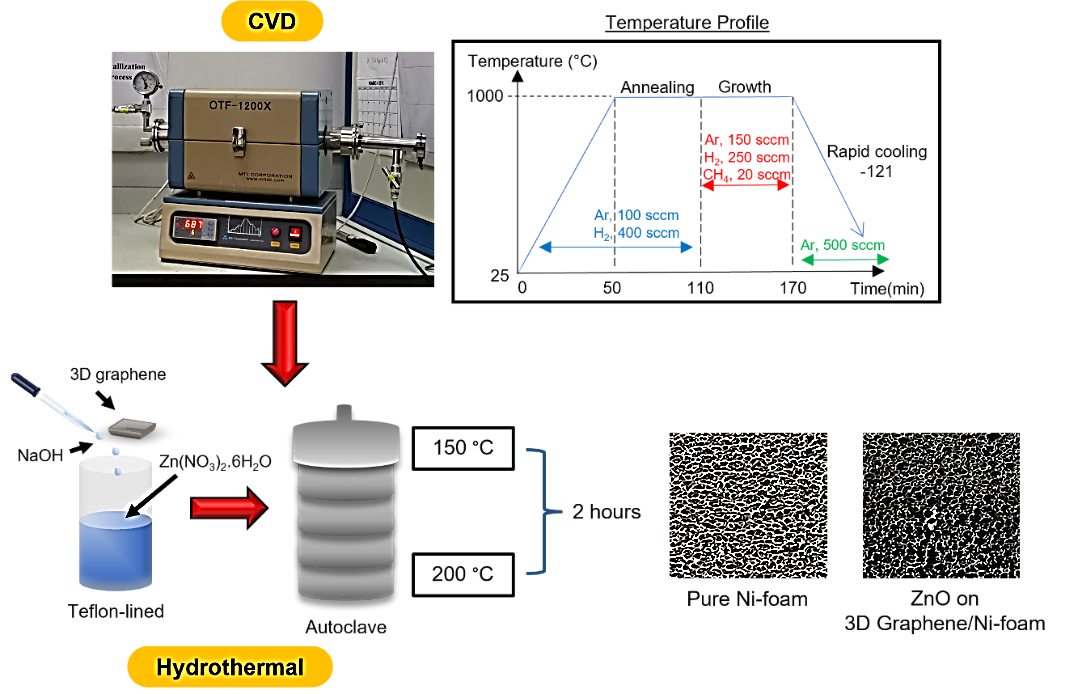 CVD
allization
rocess
OTF-1200X
MTI CORPORATION
687
Temperature Profile
Temperature (°C)
1000
Annealing
Growth
Ar, 150 sccm
H₂, 250 sccm
CH₄, 20 sccm
Rapid cooling
-121
Ar, 100 sccm
H₂, 400 sccm
Ar, 500 sccm
25
0
50
110
170
Time(min)
3D graphene
NaOH
Zn(NO₃)₂.6H₂O
Teflon-lined
Autoclave
150 °C
200 °C
2 hours
Pure Ni-foam
ZnO on
3D Graphene/Ni-foam
Hydrothermal